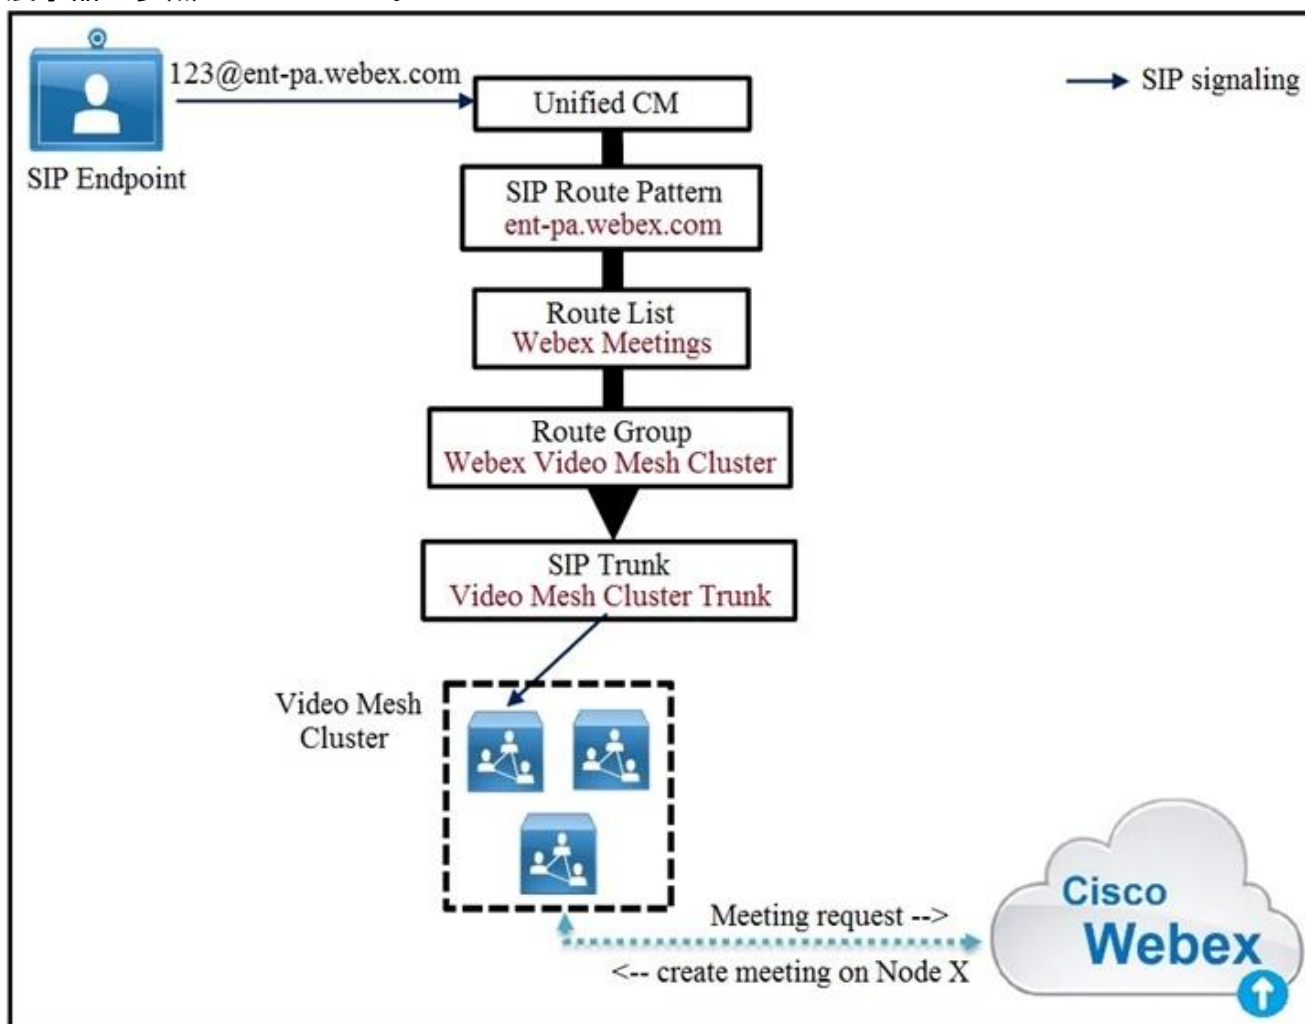 123@ent-pa.webex.com
SIP signaling
Unified CM
SIP Endpoint
SIP Route Pattern
ent-pa.webex.com
Route List
Webex Meetings
Route Group
Webex Video Mesh Cluster
SIP Trunk
Video Mesh Cluster Trunk
Video Mesh
Cluster
Meeting request -->
<-- create meeting on Node X
Cisco
Webex